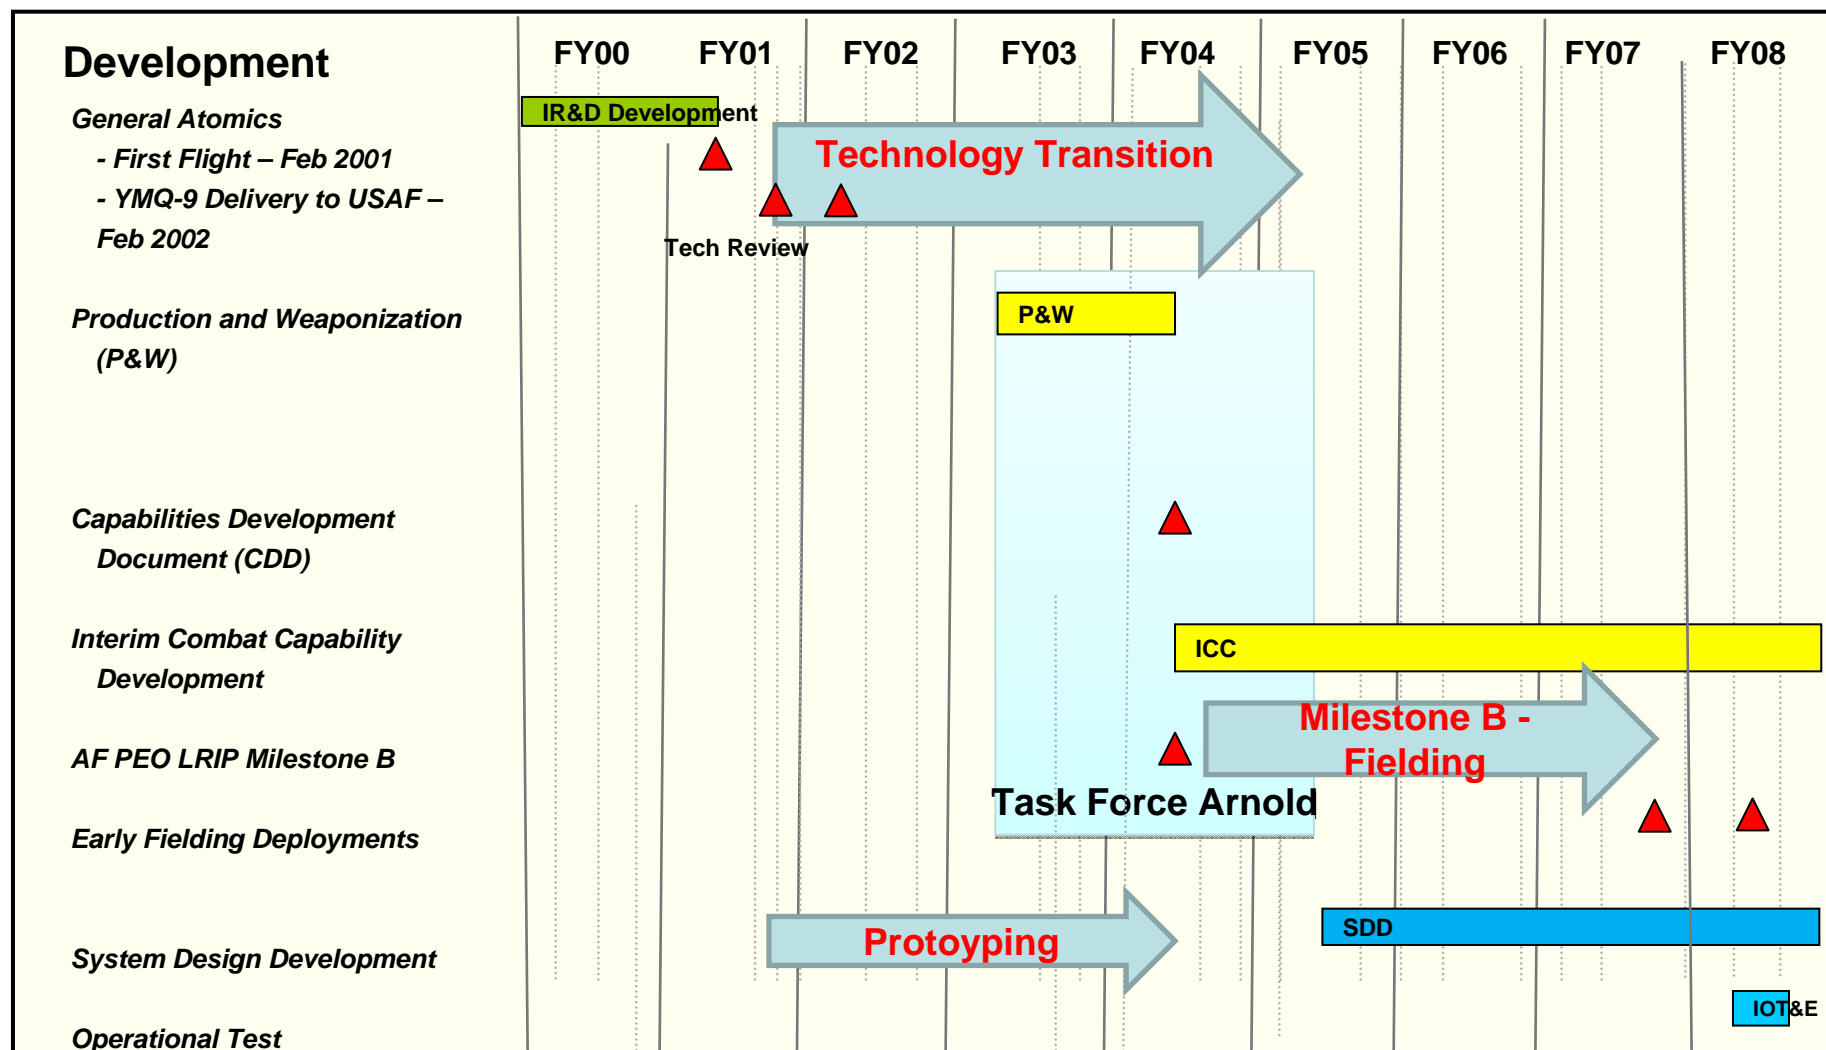 Development
FY00 FY01 FY02 FY03 FY04 FY05 FY06 FY07 FY08
General Atomics
- First Flight – Feb 2001
- YMQ-9 Delivery to USAF –
Feb 2002
IR&D Development
Technology Transition
Tech Review
Production and Weaponization
(P&W)
P&W
Capabilities Development
Document (CDD)
Interim Combat Capability
Development
ICC
AF PEO LRIP Milestone B
Milestone B -
Fielding
Task Force Arnold
Early Fielding Deployments
System Design Development
Protoyping
SDD
IOT&E
Operational Test